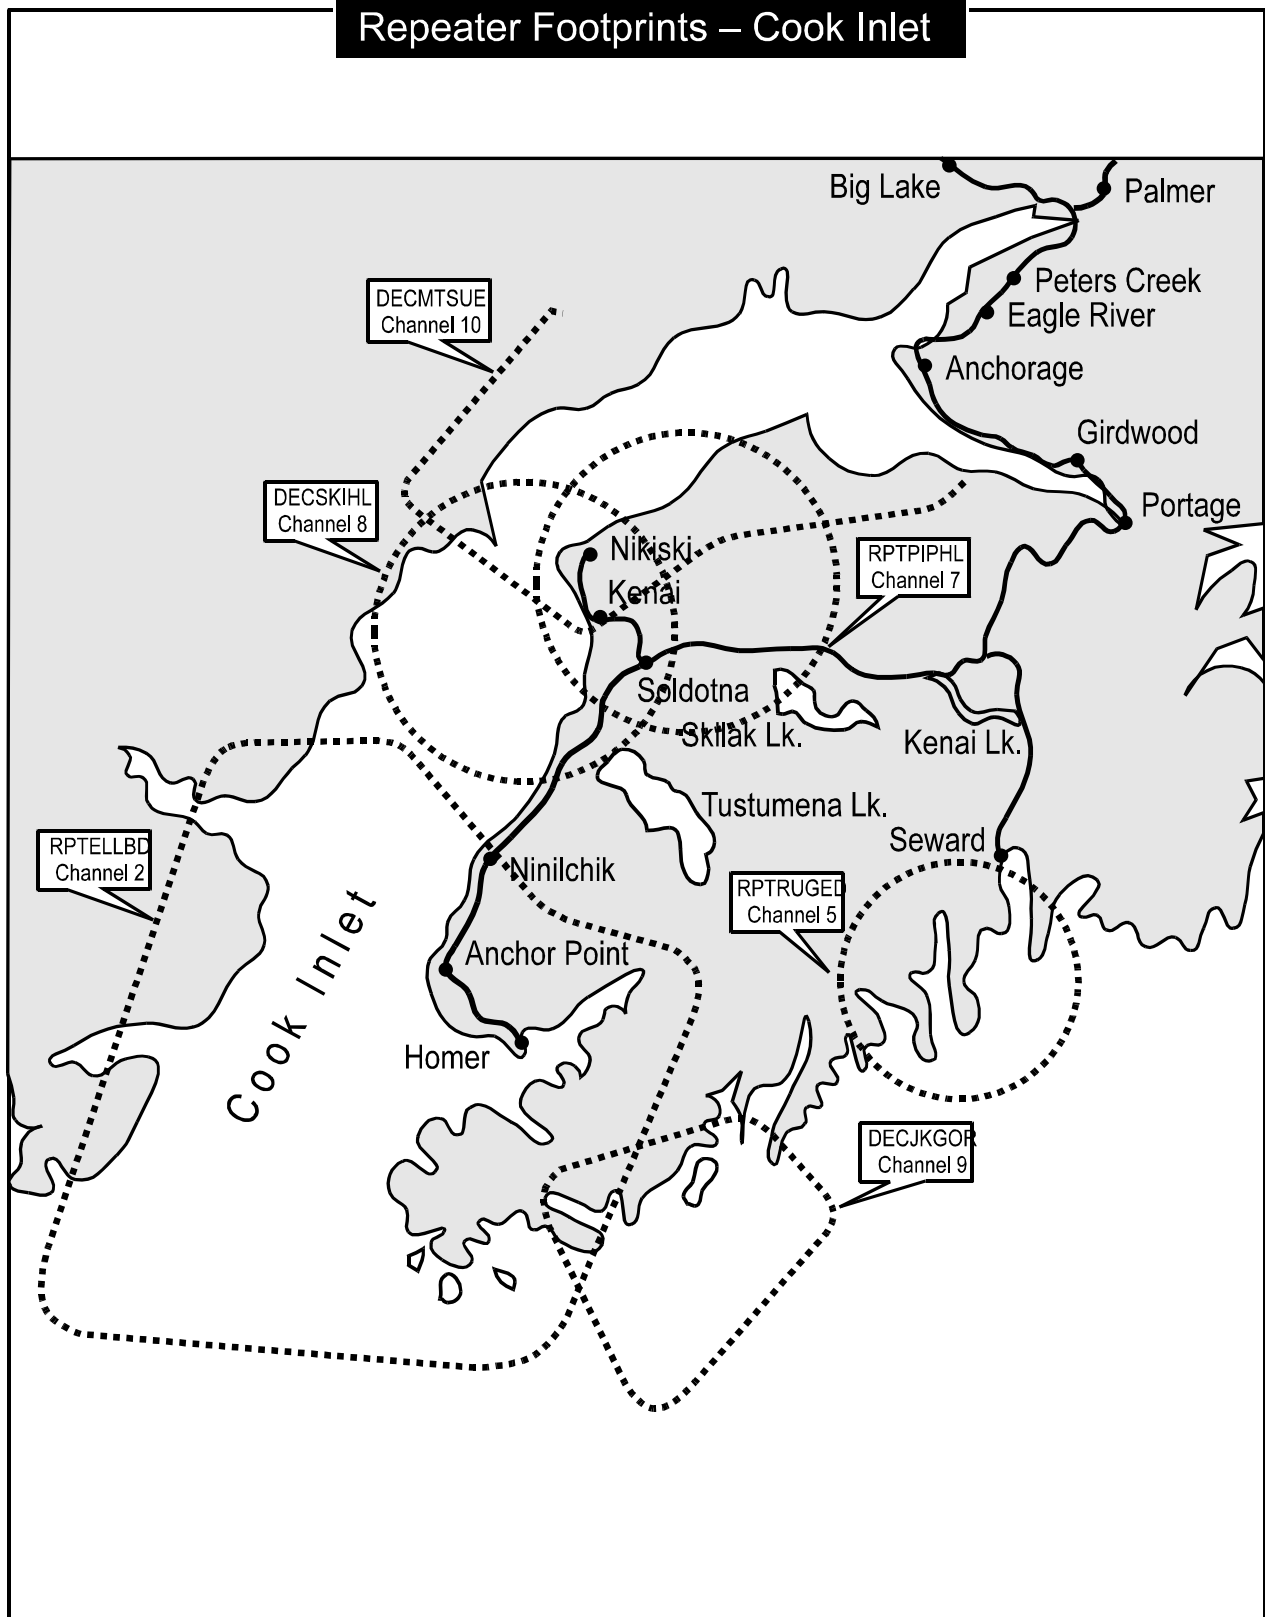 Repeater Footprints – Cook Inlet
Big Lake
Palmer
Peters Creek
Eagle River
DECMTSUE
Channel 10
Anchorage
Girdwood
DECSKIHL
Channel 8
Portage
Nikiski
RPTPIPHL
Channel 7
Kenai
Soldotna
Skilak Lk.
Kenai Lk.
Tustumena Lk.
Seward
RPTELLBD
Channel 2
Ninilchik
RPTRUGED
Channel 5
Cook Inlet
Anchor Point
Homer
DECJKGOR
Channel 9